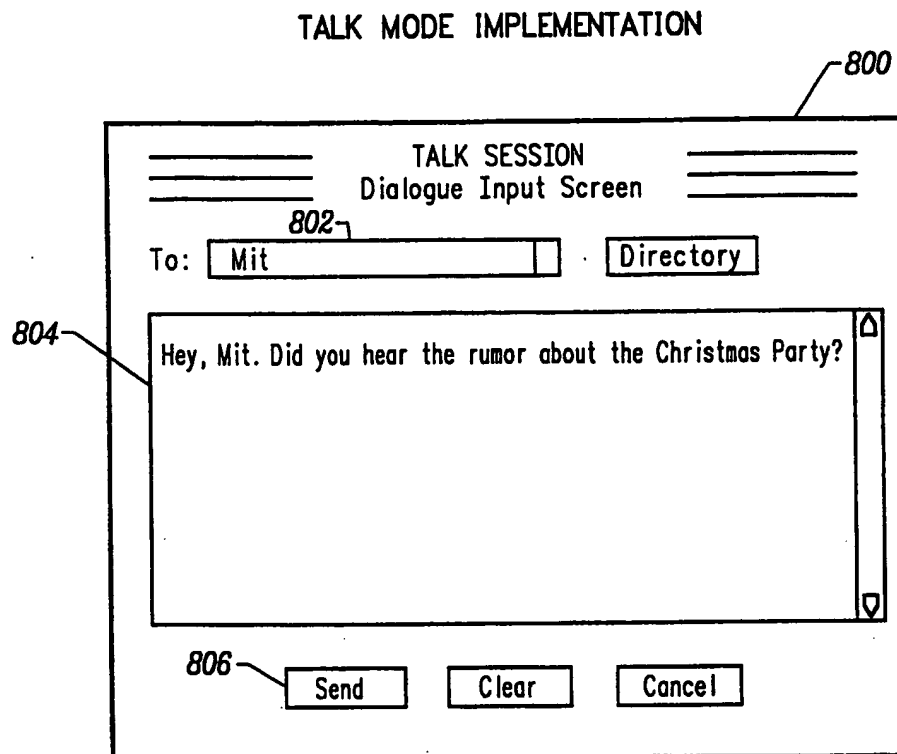 TALK MODE IMPLEMENTATION
800
TALK SESSION
Dialogue Input Screen
802
To: Mit Directory
804
Hey, Mit. Did you hear the rumor about the Christmas Party?
806
Send Clear Cancel